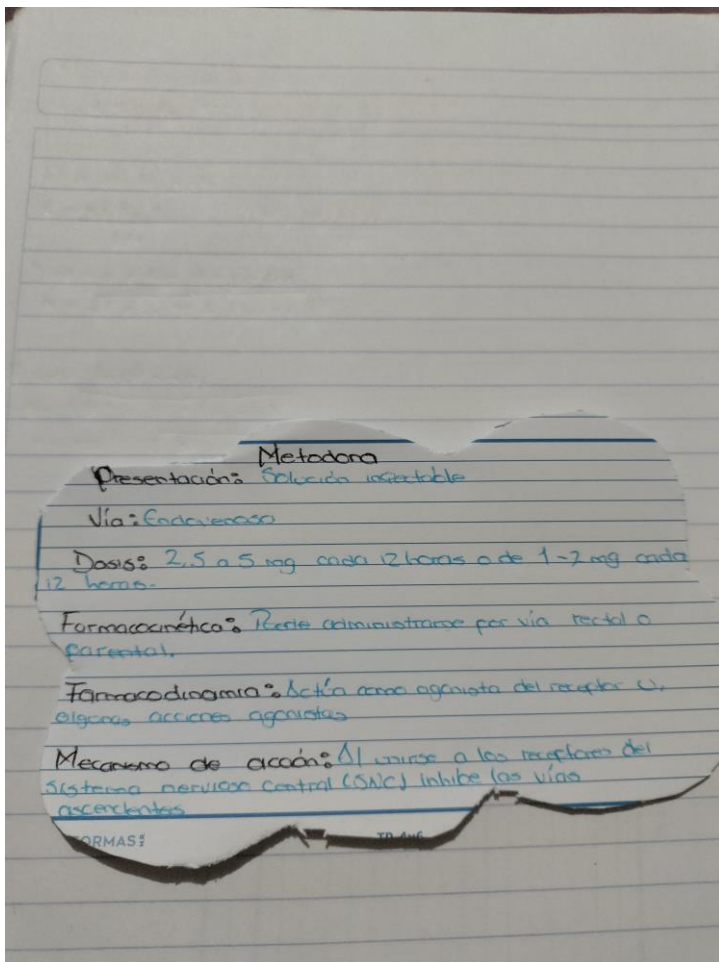 Metadona
Presentación: Solución inyectable
Vía: Endovenoso
Dosis: 2,5 a 5 mg cada 12 horas o de 1-2 mg cada
12 horas.
Farmacocinética: Puede administrarse por vía rectal o
parental.
Farmacodinamia: Actúa como agonista del receptor U,
algunas acciones agonistas
Mecanismo de acción: Al unirse a los receptores del
sistema nervioso central (SNC) inhibe las vías
ascendentes
ORMAS